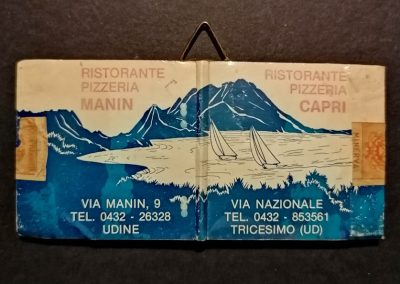 RISTORANTE
PIZZERIA
MANIN
VIA MANIN, 9
TEL. 0432 - 26328
UDINE
RISTORANTE
PIZZERIA
CAPRI
VIA NAZIONALE
TEL. 0432 - 853561
TRICESIMO (UD)
MINERVA